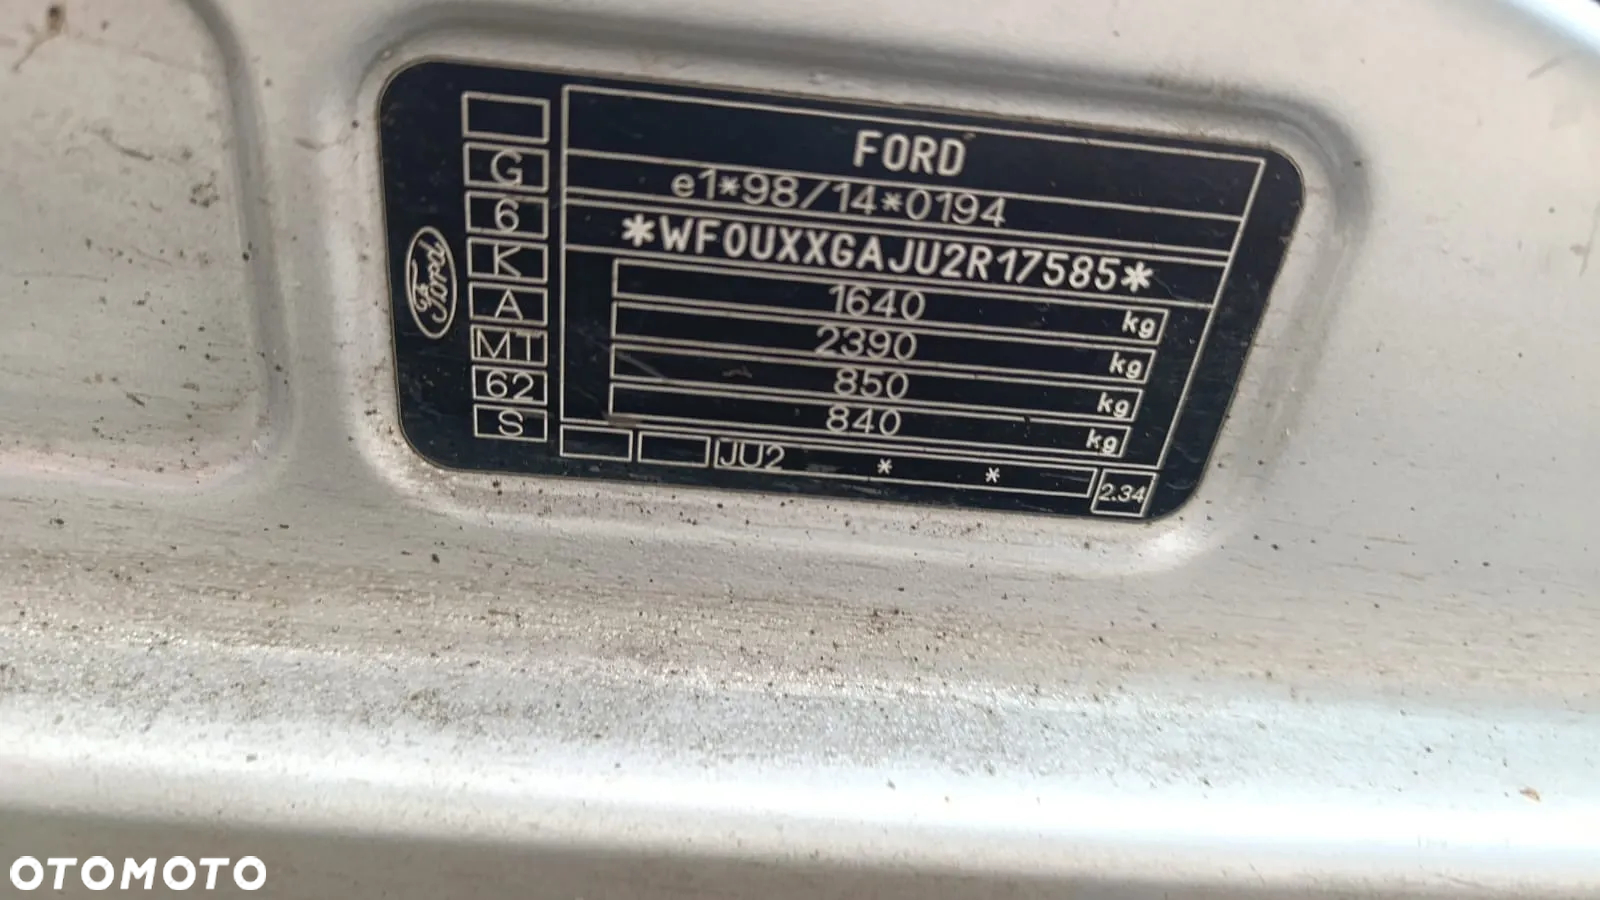 Ford
G
6
K
A
MT
62
S
FORD
e1*98/14*0194
*WF0UXXGAJU2R17585*
1640 kg
2390 kg
850 kg
840 kg
JU2 * *
2.34
OTOMOTO